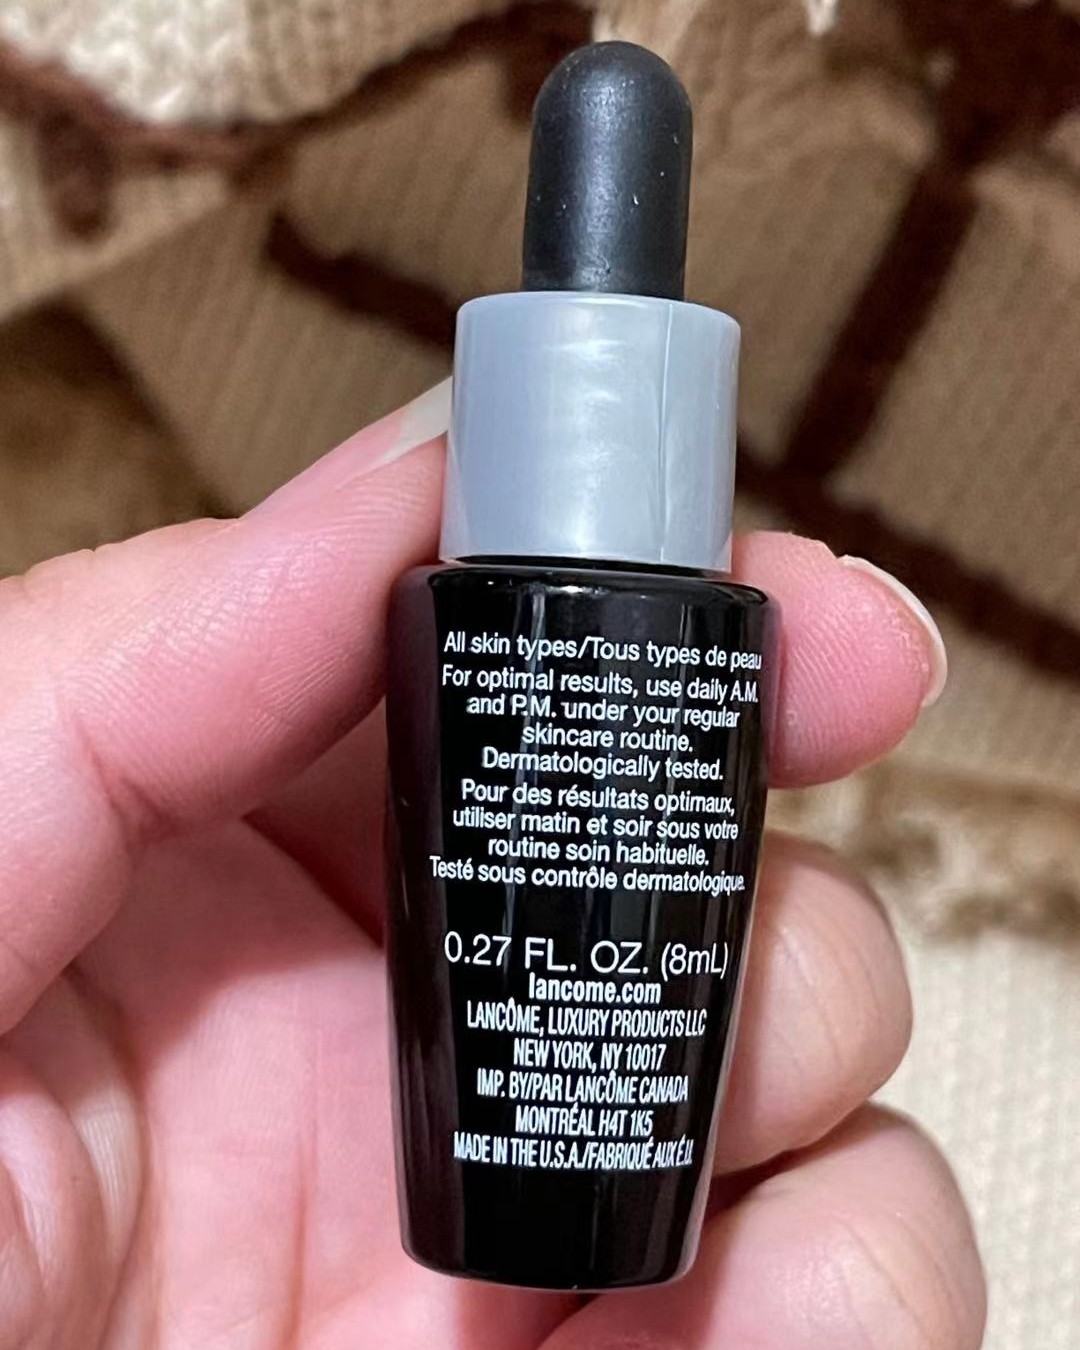 All skin types/Tous types de peau
For optimal results, use daily A.M.
and P.M. under your regular
skincare routine.
Dermatologically tested.
Pour des résultats optimaux,
utiliser matin et soir sous votre
routine soin habituelle.
Testé sous contrôle dermatologique.
0.27 FL. OZ. (8mL)
lancome.com
LANCÔME, LUXURY PRODUCTS LLC
NEW YORK, NY 10017
IMP. BY/PAR LANCÔME CANADA
MONTRÉAL H4T 1K5
MADE IN THE U.S.A./FABRIQUÉ AUX É.U.